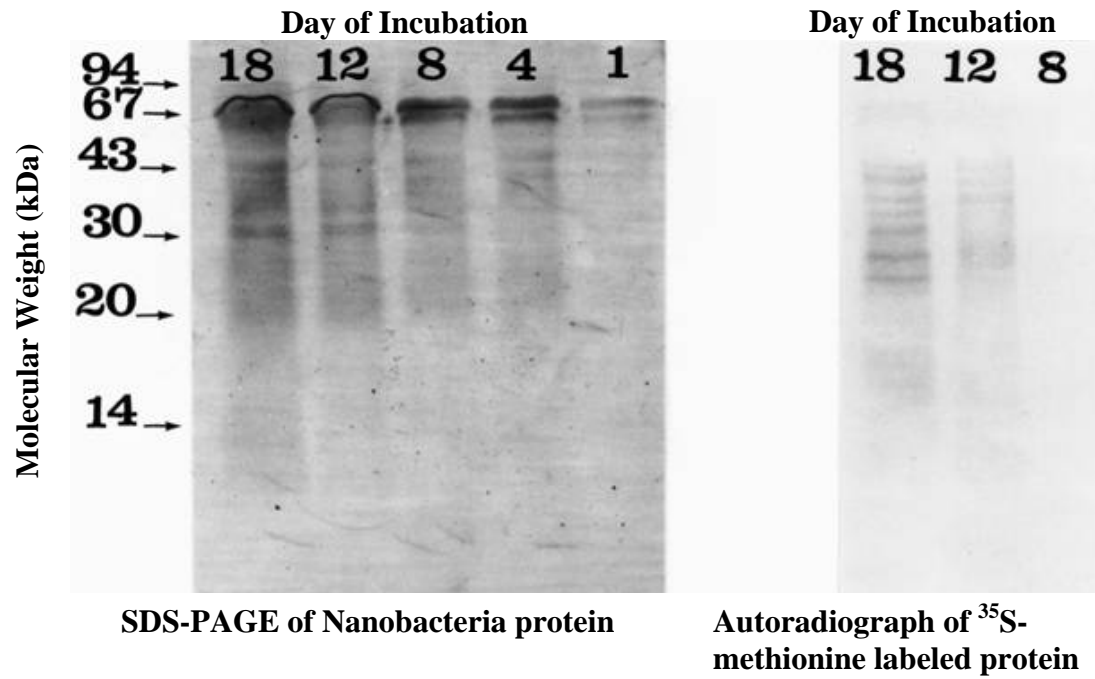 Day of Incubation
18 12 8 4 1
94
67
43
30
20
14
Molecular Weight (kDa)
SDS-PAGE of Nanobacteria protein
Day of Incubation
18 12 8
Autoradiograph of ³⁵S-
methionine labeled protein